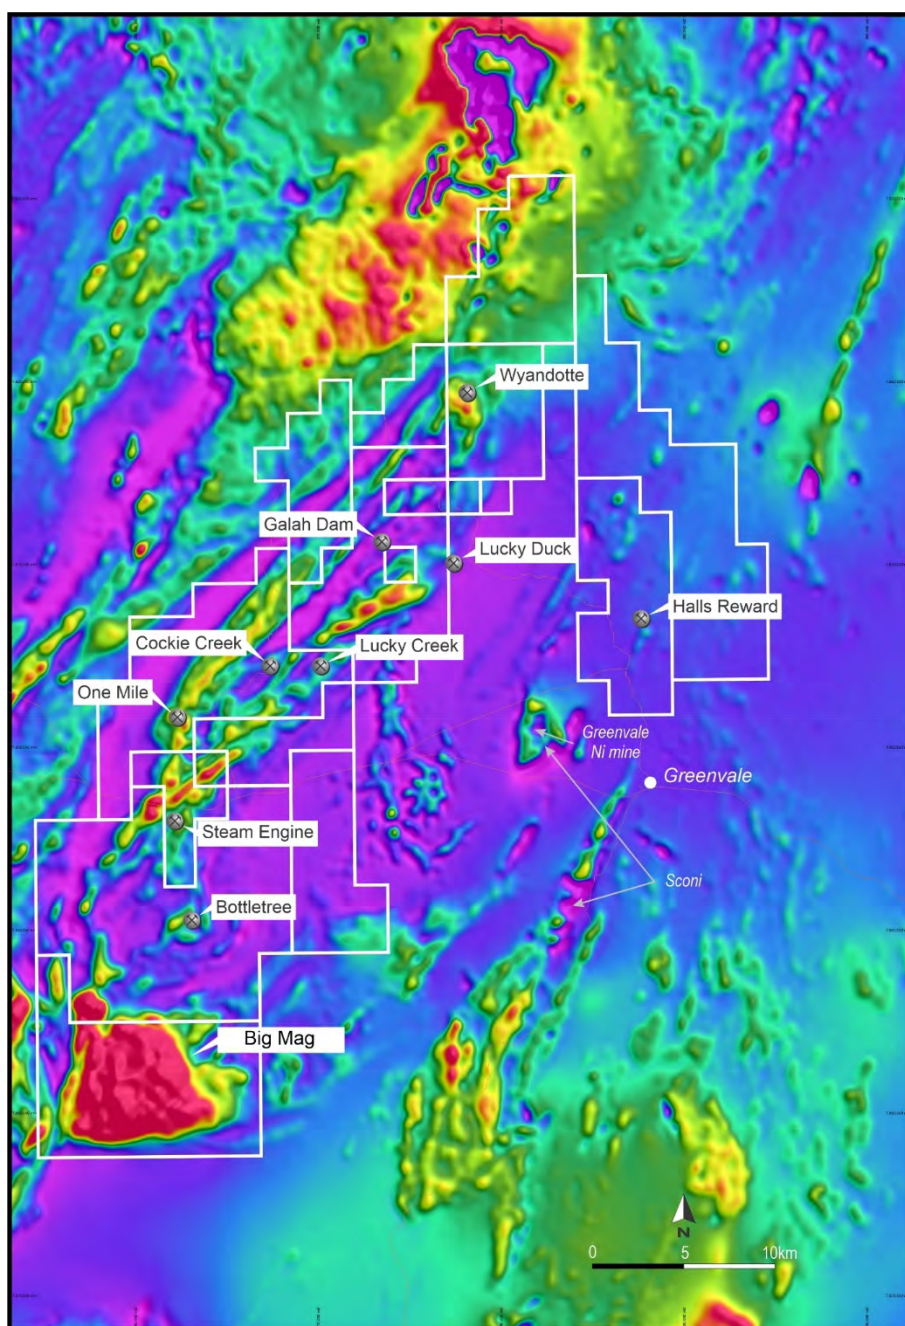 Wyandotte
Galah Dam
Lucky Duck
Halls Reward
Cockie Creek
Lucky Creek
One Mile
Greenvale
Ni mine
Greenvale
Steam Engine
Sconi
Bottletree
Big Mag
N
0 5 10km